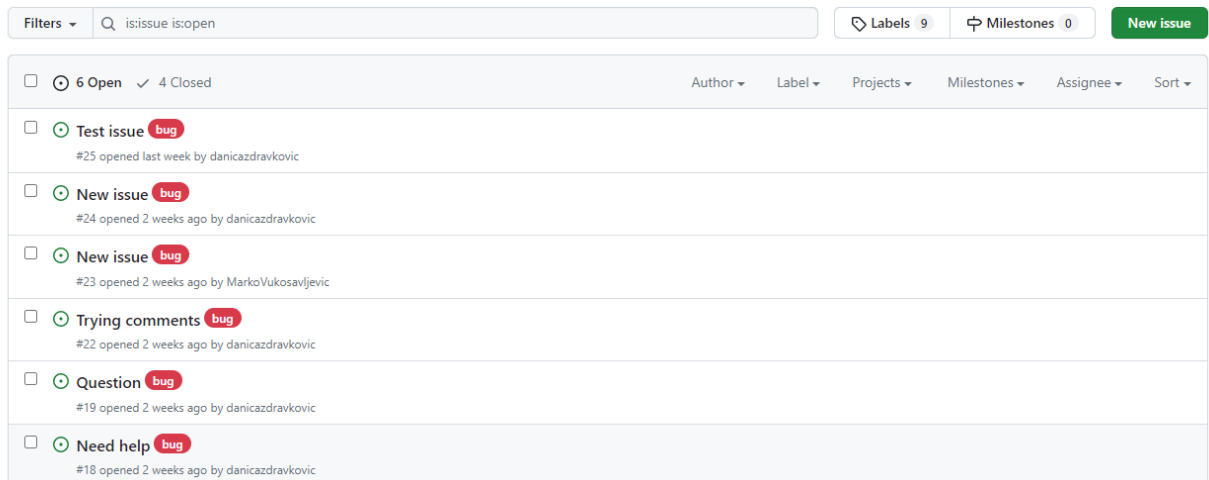 Filters is:issue is:open Labels 9 Milestones 0 New issue
6 Open 4 Closed Author Label Projects Milestones Assignee Sort
Test issue bug
#25 opened last week by danicazdravkovic
New issue bug
#24 opened 2 weeks ago by danicazdravkovic
New issue bug
#23 opened 2 weeks ago by MarkoVukosavljevic
Trying comments bug
#22 opened 2 weeks ago by danicazdravkovic
Question bug
#19 opened 2 weeks ago by danicazdravkovic
Need help bug
#18 opened 2 weeks ago by danicazdravkovic